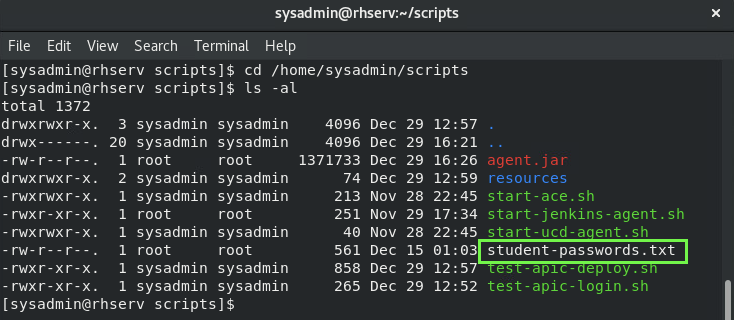 sysadmin@rhserv:~/scripts
File Edit View Search Terminal Help
[sysadmin@rhserv scripts]$ cd /home/sysadmin/scripts
[sysadmin@rhserv scripts]$ ls -al
total 1372
drwxrwxr-x.  3 sysadmin sysadmin    4096 Dec 29 12:57 .
drwx------. 20 sysadmin sysadmin    4096 Dec 29 16:21 ..
-rw-r--r--.  1 root     root     1371733 Dec 29 16:26 agent.jar
drwxrwxr-x.  2 sysadmin sysadmin      74 Dec 29 12:59 resources
-rwxrwxr-x.  1 sysadmin sysadmin     213 Nov 28 22:45 start-ace.sh
-rwxr-xr-x.  1 root     root         251 Nov 29 17:34 start-jenkins-agent.sh
-rwxrwxr-x.  1 sysadmin sysadmin      40 Nov 28 22:45 start-ucd-agent.sh
-rw-r--r--.  1 root     root         561 Dec 15 01:03 student-passwords.txt
-rwxr-xr-x.  1 sysadmin sysadmin     858 Dec 29 12:57 test-apic-deploy.sh
-rwxr-xr-x.  1 sysadmin sysadmin     265 Dec 29 12:52 test-apic-login.sh
[sysadmin@rhserv scripts]$